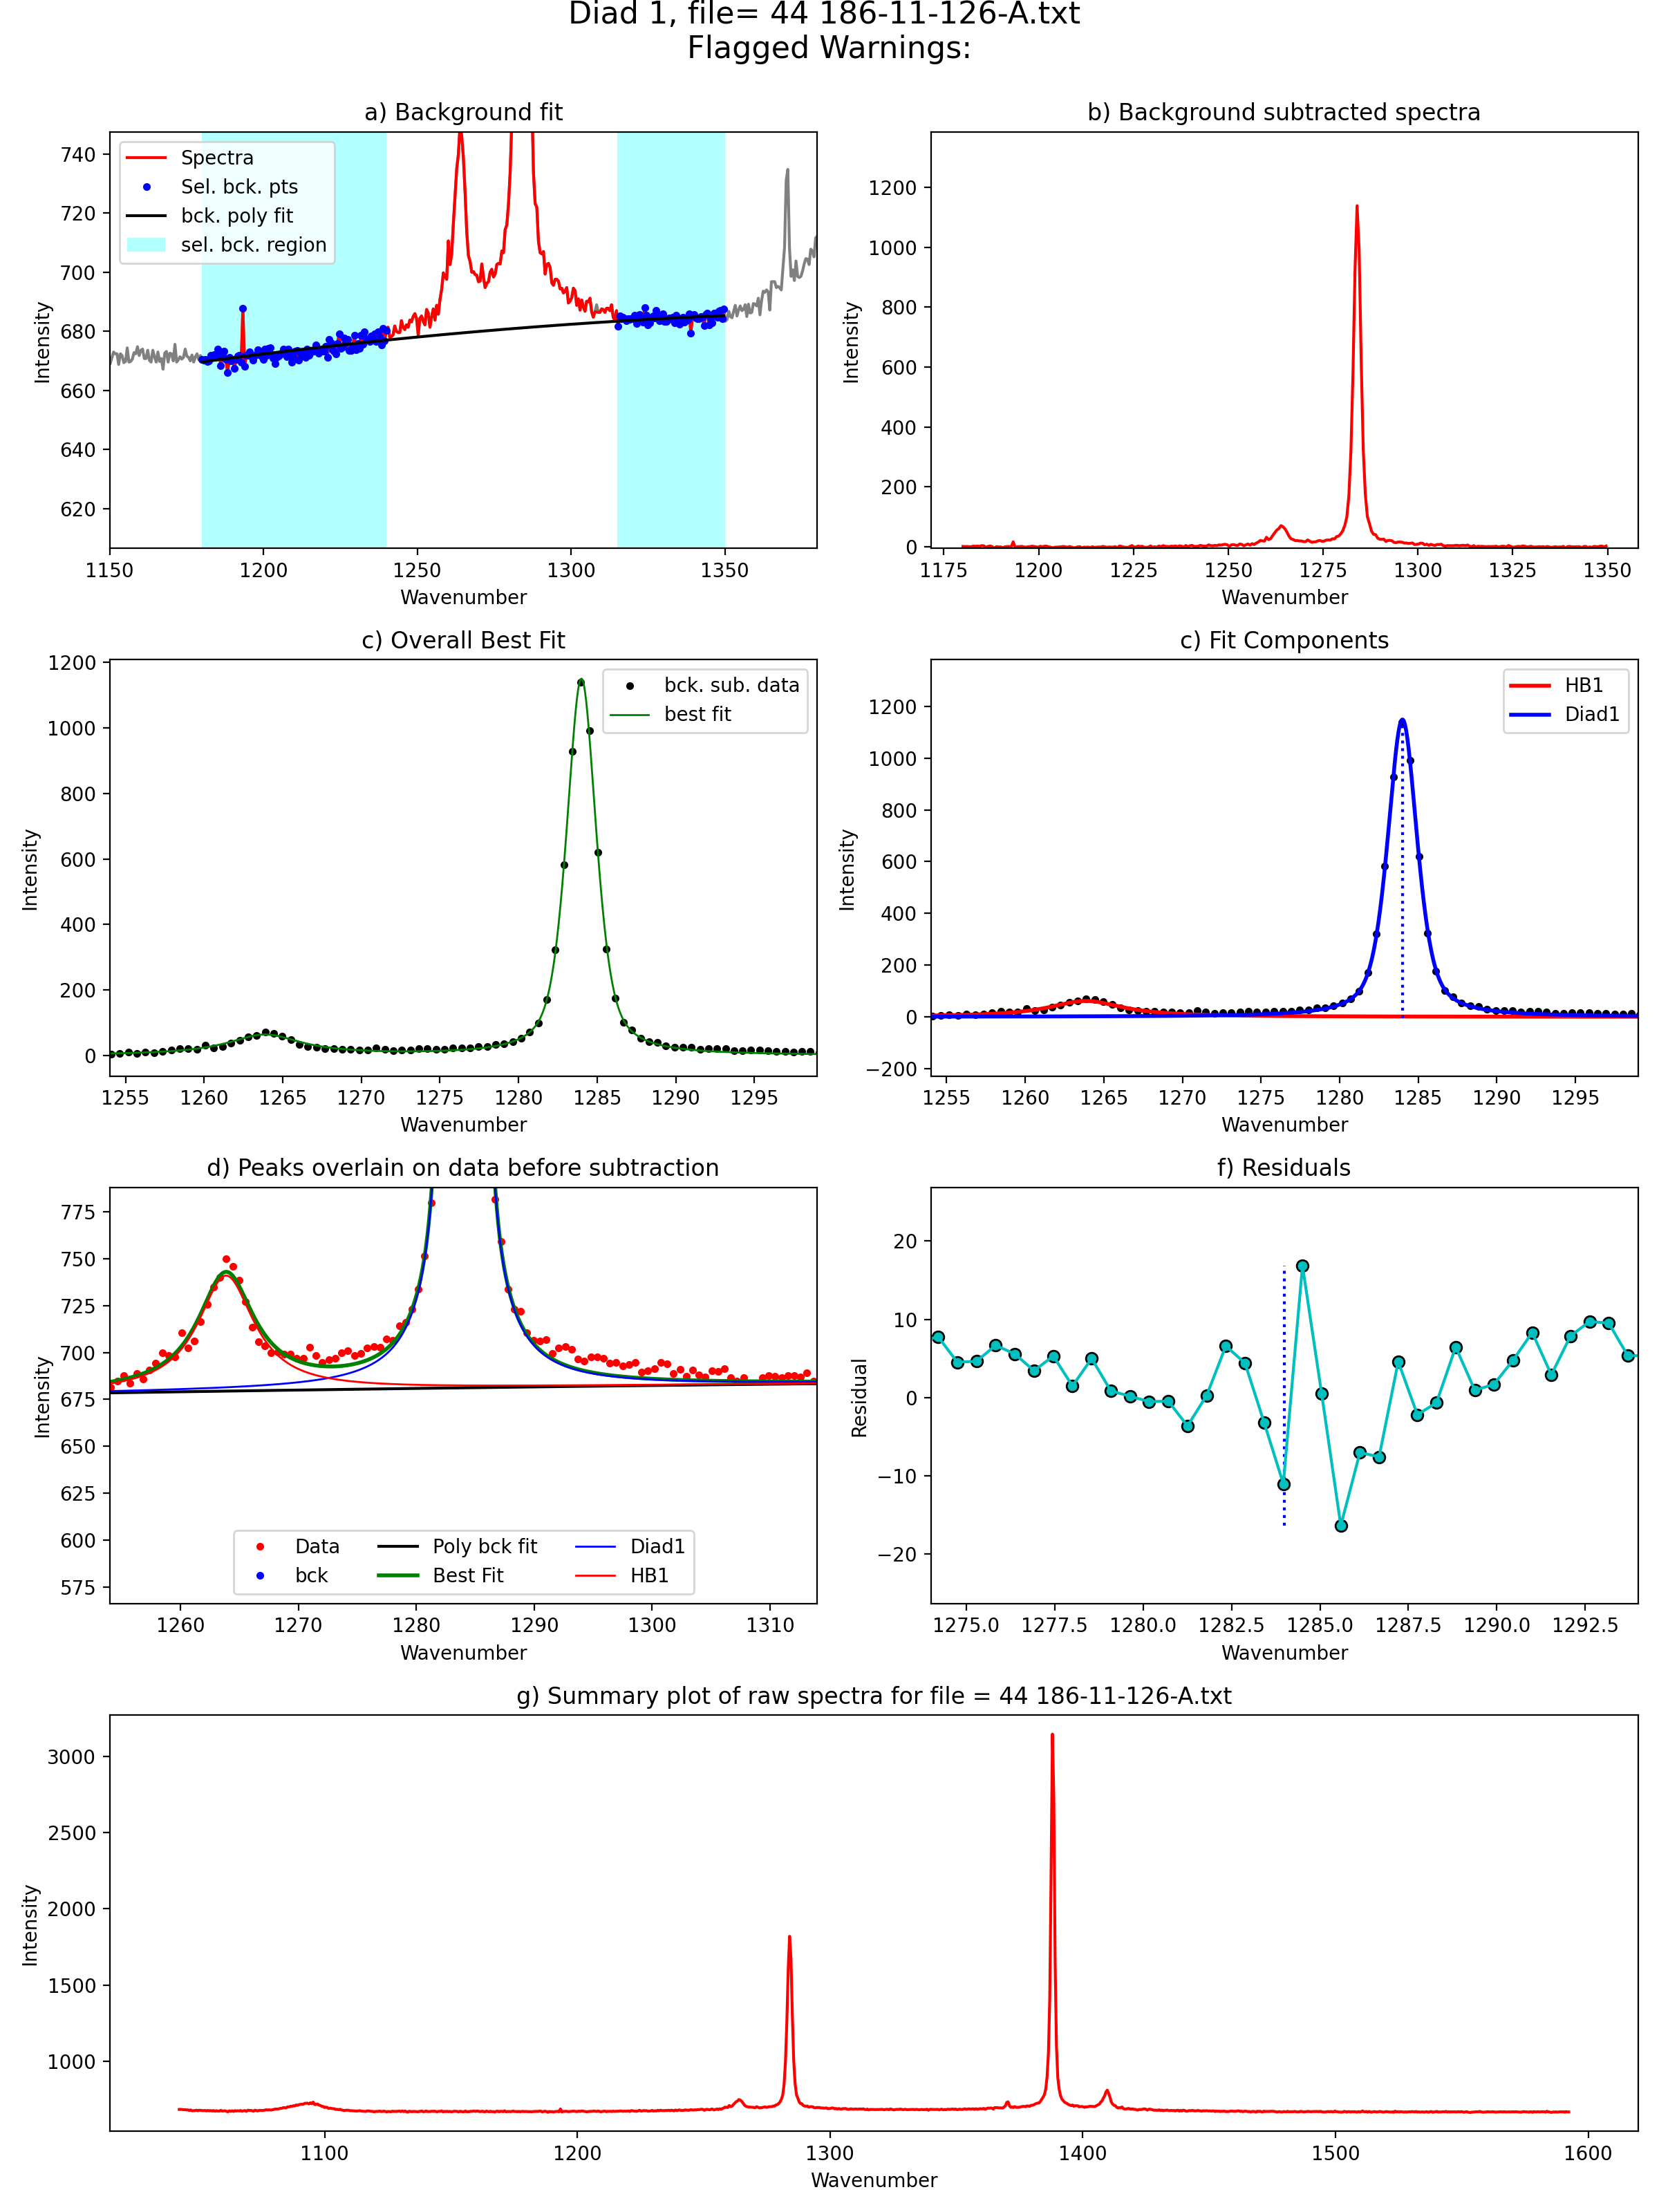 Diad 1, file= 44 186-11-126-A.txt
Flagged Warnings:
a) Background fit
740
720
700
680
660
640
620
Intensity
Spectra
Sel. bck. pts
bck. poly fit
sel. bck. region
1150 1200 1250 1300 1350
Wavenumber
b) Background subtracted spectra
1200
1000
800
600
400
200
0
Intensity
1175 1200 1225 1250 1275 1300 1325 1350
Wavenumber
c) Overall Best Fit
1200
1000
800
600
400
200
0
Intensity
bck. sub. data
best fit
1255 1260 1265 1270 1275 1280 1285 1290 1295
Wavenumber
c) Fit Components
1200
1000
800
600
400
200
0
−200
Intensity
HB1
Diad1
1255 1260 1265 1270 1275 1280 1285 1290 1295
Wavenumber
d) Peaks overlain on data before subtraction
775
750
725
700
675
650
625
600
575
Intensity
Data
bck
Poly bck fit
Best Fit
Diad1
HB1
1260 1270 1280 1290 1300 1310
Wavenumber
f) Residuals
20
10
0
−10
−20
Residual
1275.0 1277.5 1280.0 1282.5 1285.0 1287.5 1290.0 1292.5
Wavenumber
g) Summary plot of raw spectra for file = 44 186-11-126-A.txt
3000
2500
2000
1500
1000
Intensity
1100 1200 1300 1400 1500 1600
Wavenumber